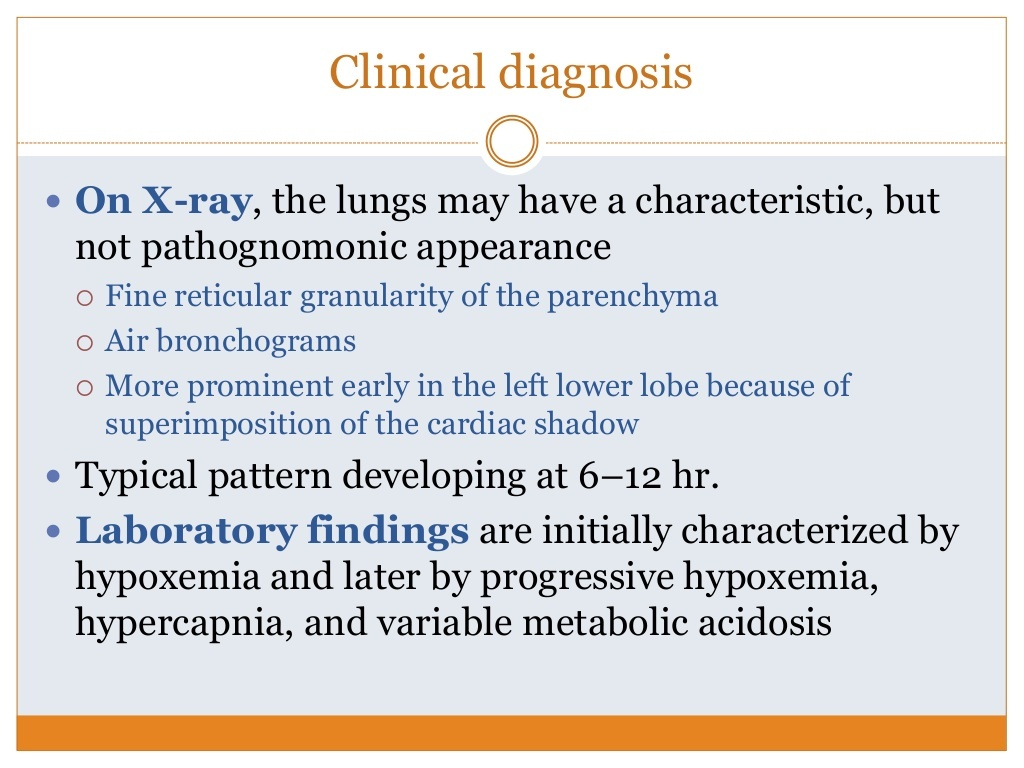 Clinical diagnosis
• On X-ray, the lungs may have a characteristic, but
not pathognomonic appearance
○ Fine reticular granularity of the parenchyma
○ Air bronchograms
○ More prominent early in the left lower lobe because of
superimposition of the cardiac shadow
• Typical pattern developing at 6–12 hr.
• Laboratory findings are initially characterized by
hypoxemia and later by progressive hypoxemia,
hypercapnia, and variable metabolic acidosis